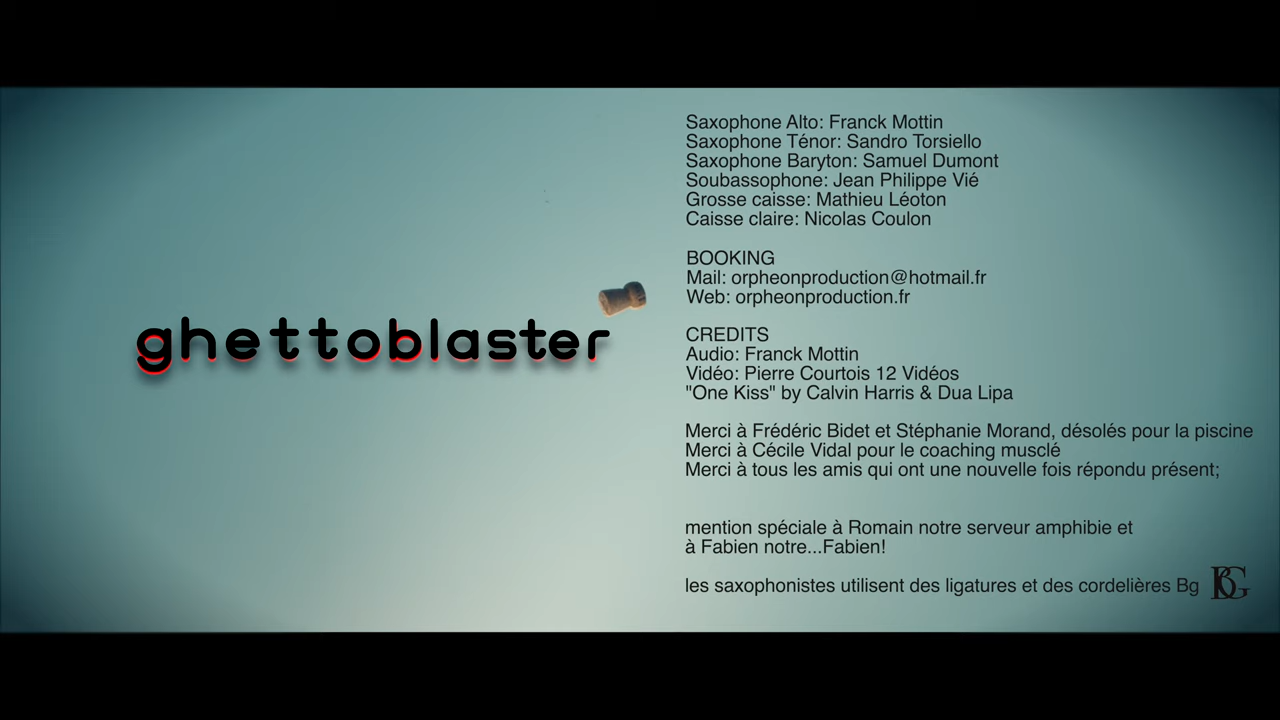 ghettoblaster
Saxophone Alto: Franck Mottin
Saxophone Ténor: Sandro Torsiello
Saxophone Baryton: Samuel Dumont
Soubassophone: Jean Philippe Vié
Grosse caisse: Mathieu Léoton
Caisse claire: Nicolas Coulon
BOOKING
Mail: orpheonproduction@hotmail.fr
Web: orpheonproduction.fr
CREDITS
Audio: Franck Mottin
Vidéo: Pierre Courtois 12 Vidéos
"One Kiss" by Calvin Harris & Dua Lipa
Merci à Frédéric Bidet et Stéphanie Morand, désolés pour la piscine
Merci à Cécile Vidal pour le coaching musclé
Merci à tous les amis qui ont une nouvelle fois répondu présent;
mention spéciale à Romain notre serveur amphibie et
à Fabien notre...Fabien!
les saxophonistes utilisent des ligatures et des cordelières Bg BG